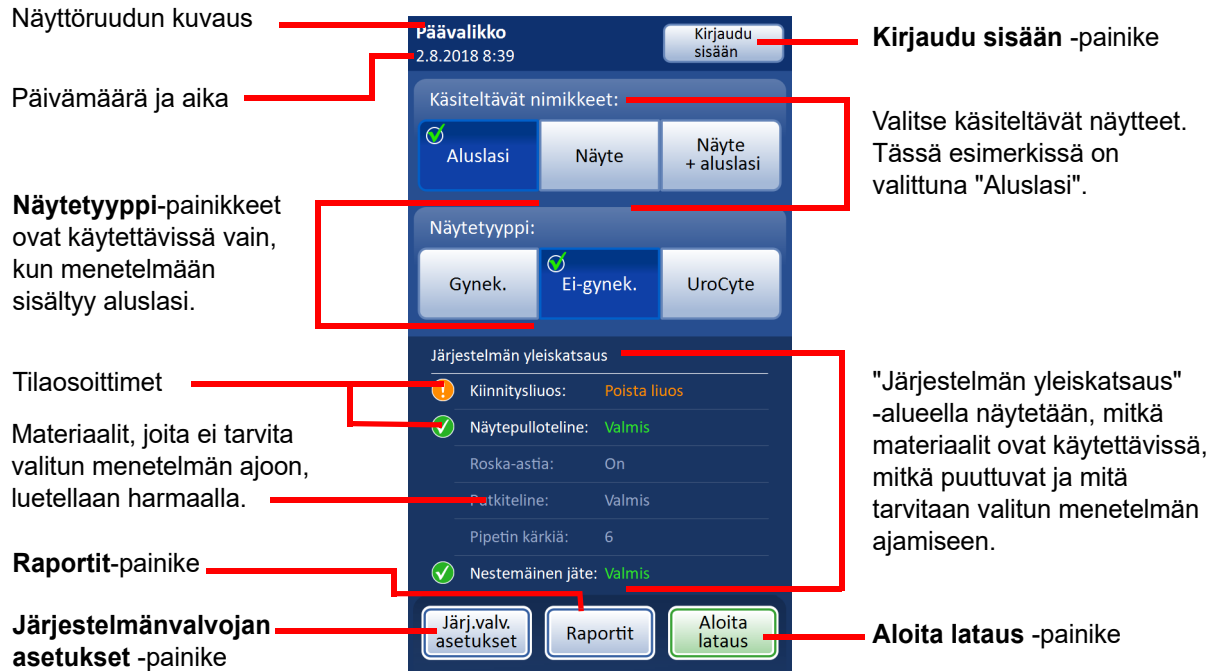 Näyttöruudun kuvaus
Päivämäärä ja aika
Näytetyyppi-painikkeet
ovat käytettävissä vain,
kun menetelmään
sisältyy aluslasi.
Tilaosoittimet
Materiaalit, joita ei tarvita
valitun menetelmän ajoon,
luetellaan harmaalla.
Raportit-painike
Järjestelmänvalvojan
asetukset -painike
Päävalikko
2.8.2018 8:39
Kirjaudu
sisään
Käsiteltävät nimikkeet:
Aluslasi
Näyte
Näyte
+ aluslasi
Näytetyyppi:
Gynek.
Ei-gynek.
UroCyte
Järjestelmän yleiskatsaus
Kiinnitysliuos: Poista liuos
Näytepulloteline: Valmis
Roska-astia: On
Putkiteline: Valmis
Pipetin kärkiä: 6
Nestemäinen jäte: Valmis
Järj.valv.
asetukset
Raportit
Aloita
lataus
Kirjaudu sisään -painike
Valitse käsiteltävät näytteet.
Tässä esimerkissä on
valittuna "Aluslasi".
"Järjestelmän yleiskatsaus"
-alueella näytetään, mitkä
materiaalit ovat käytettävissä,
mitkä puuttuvat ja mitä
tarvitaan valitun menetelmän
ajamiseen.
Aloita lataus -painike